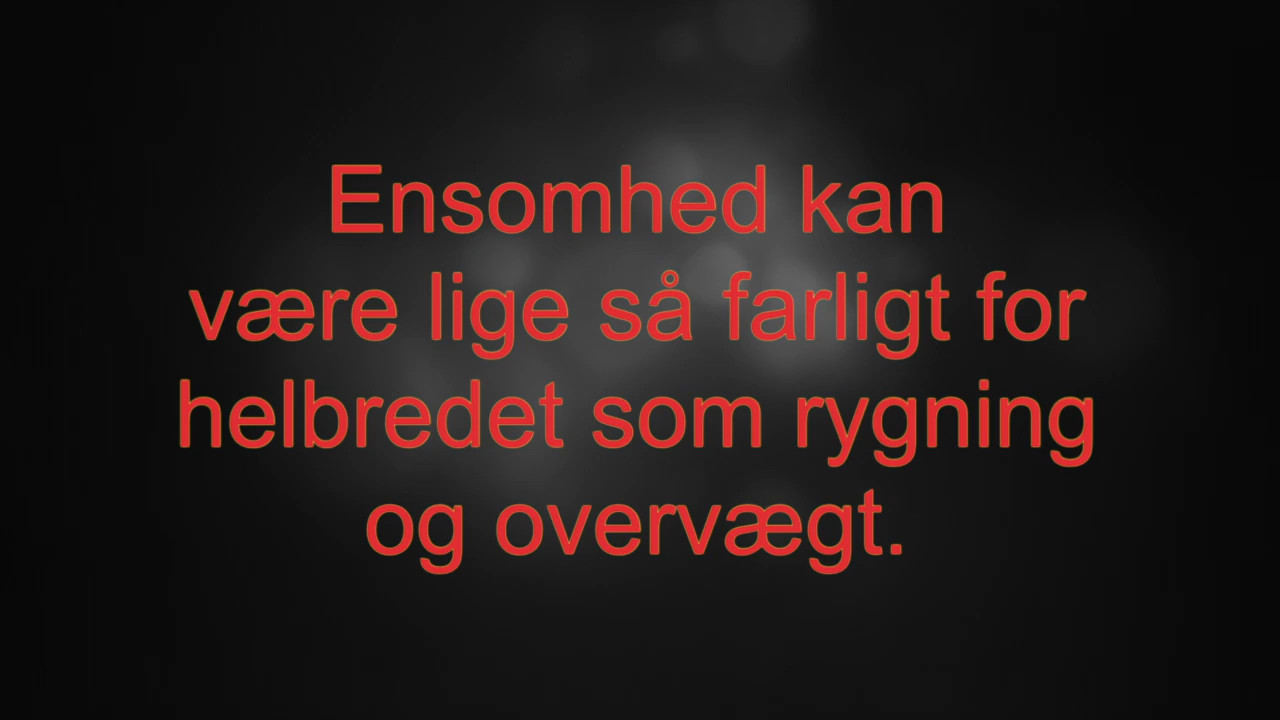 Ensomhed kan
være lige så farligt for
helbredet som rygning
og overvægt.